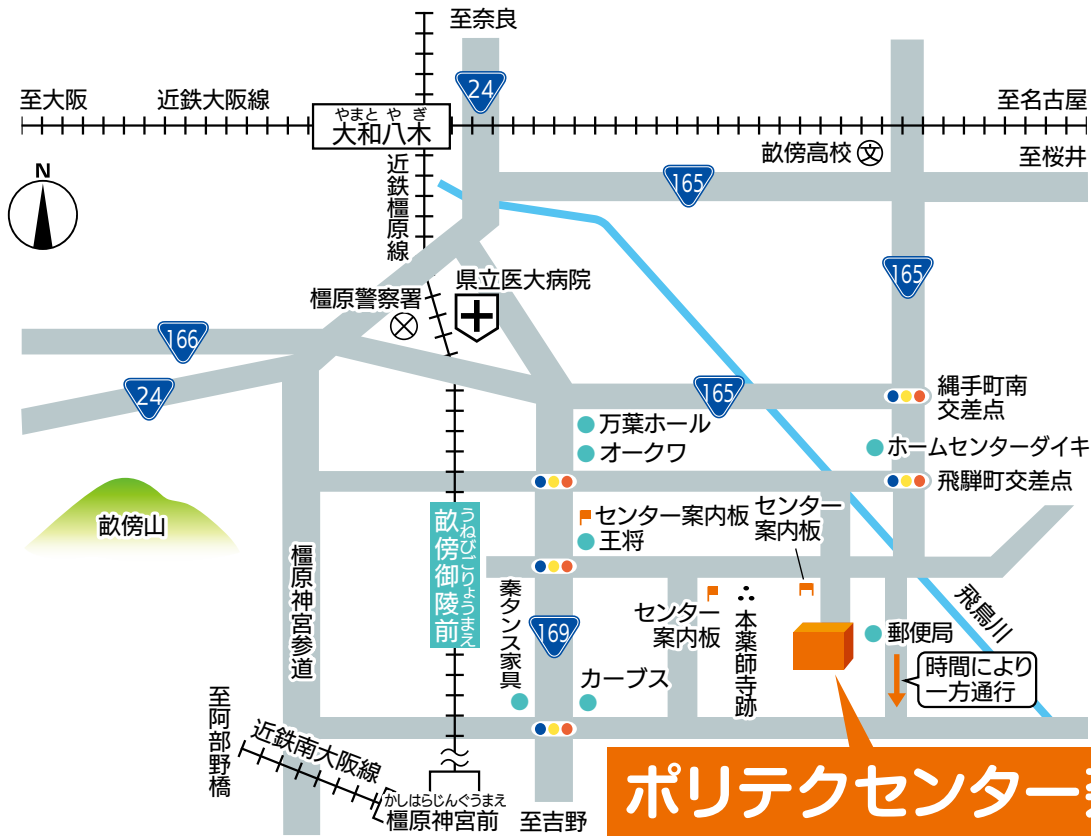 至奈良
24
至大阪
近鉄大阪線
やまと や ぎ
大和八木
至名古屋
畝傍高校
文
至桜井
N
165
近鉄橿原線
165
県立医大病院
橿原警察署
166
24
165
縄手町南
交差点
万葉ホール
オークワ
ホームセンターダイキ
飛騨町交差点
畝傍山
うねびごりょうまえ
畝傍御陵前
センター案内板
王将
センター
案内板
橿原神宮参道
秦タンス家具
169
センター
案内板
本薬師寺跡
飛鳥川
郵便局
時間により
一方通行
カーブス
至阿部野橋
近鉄南大阪線
かしはらじんぐうまえ
橿原神宮前
至吉野
ポリテクセンター